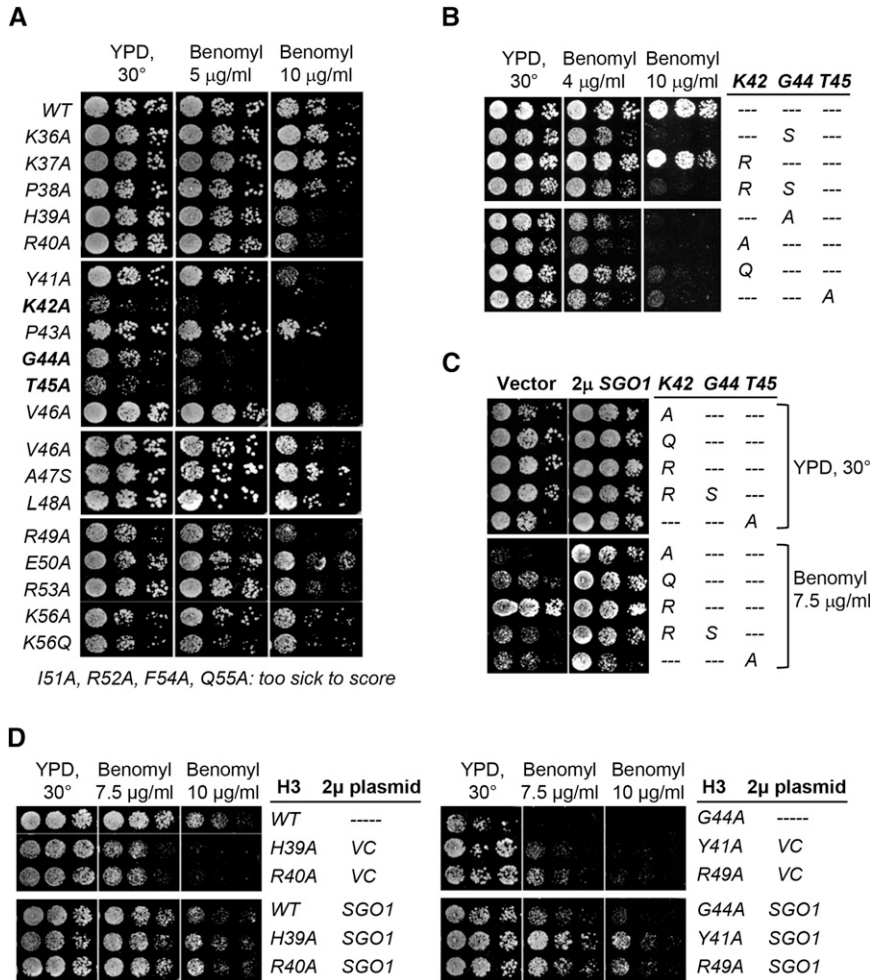 A
YPD, 30° Benomyl 5 μg/ml Benomyl 10 μg/ml
WT
K36A
K37A
P38A
H39A
R40A
Y41A
K42A
P43A
G44A
T45A
V46A
V46A
A47S
L48A
R49A
E50A
R53A
K56A
K56Q
I51A, R52A, F54A, Q55A: too sick to score
B
YPD, 30° Benomyl 4 μg/ml Benomyl 10 μg/ml K42 G44 T45
--- --- ---
--- S ---
R --- ---
R S ---
--- A ---
A --- ---
Q --- ---
--- --- A
C
Vector 2μ SGO1 K42 G44 T45
A --- ---
Q --- ---
R --- ---
R S ---
--- --- A
YPD, 30°
A --- ---
Q --- ---
R --- ---
R S ---
--- --- A
Benomyl 7.5 μg/ml
D
YPD, 30° Benomyl 7.5 μg/ml Benomyl 10 μg/ml H3 2μ plasmid
WT -----
H39A VC
R40A VC
WT SGO1
H39A SGO1
R40A SGO1
YPD, 30° Benomyl 7.5 μg/ml Benomyl 10 μg/ml H3 2μ plasmid
G44A -----
Y41A VC
R49A VC
G44A SGO1
Y41A SGO1
R49A SGO1